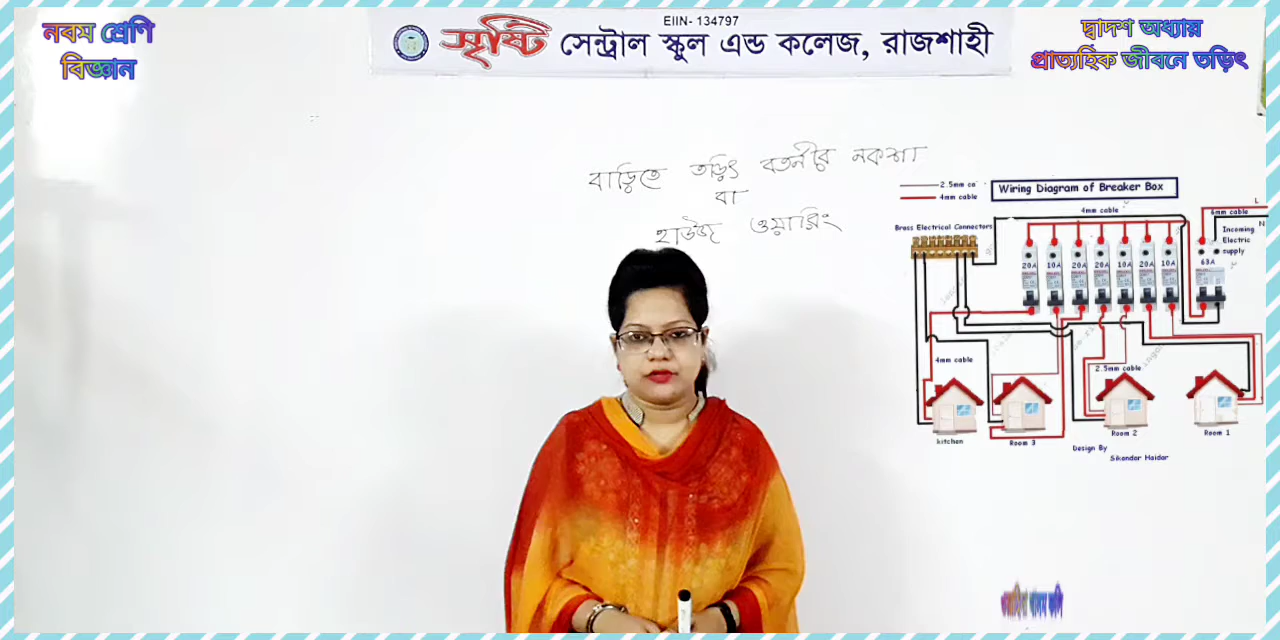 নবম শ্রেণি
বিজ্ঞান
EIIN- 134797
সৃষ্টি সেন্ট্রাল স্কুল এন্ড কলেজ, রাজশাহী
দ্বাদশ অধ্যায়
প্রাত্যহিক জীবনে তড়িৎ
বাড়িতে তড়িৎ বর্তনীর নকশা
বা
হাউজ ওয়ারিং
Wiring Diagram of Breaker Box
2.5mm ca
4mm cable
4mm cable
6mm cable
L
N
Brass Electrical Connectors
Incoming
Electric
supply
20A 10A 20A 20A 10A 20A 10A 63A
4mm cable
2.5mm cable
kitchen
Room 3
Room 2
Room 1
Design By
Sikandar Haidar